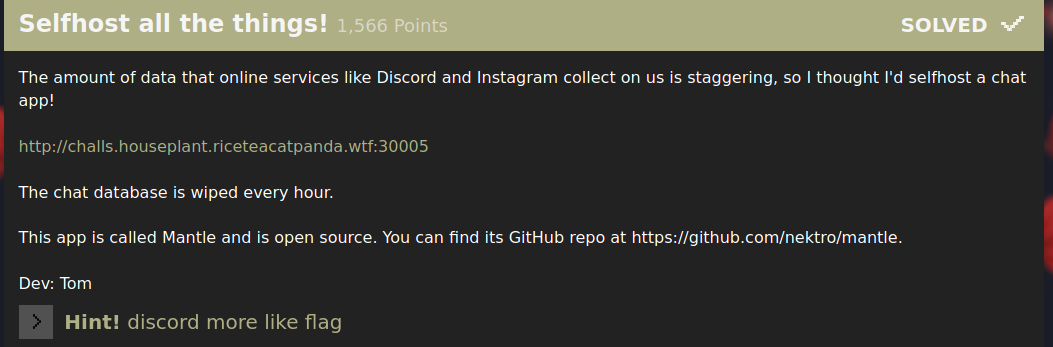 Selfhost all the things! 1,566 Points SOLVED
The amount of data that online services like Discord and Instagram collect on us is staggering, so I thought I'd selfhost a chat
app!
http://challs.houseplant.riceteacatpanda.wtf:30005
The chat database is wiped every hour.
This app is called Mantle and is open source. You can find its GitHub repo at https://github.com/nektro/mantle.
Dev: Tom
> Hint! discord more like flag